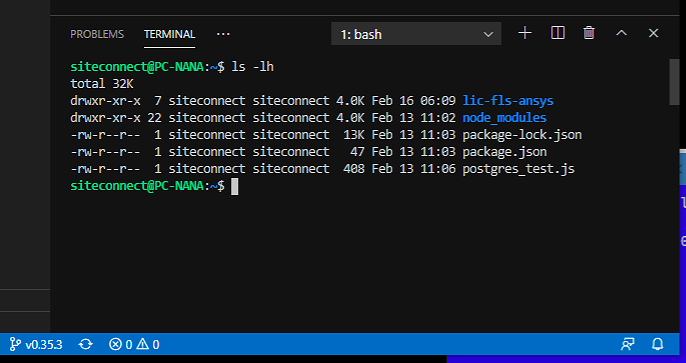 PROBLEMS TERMINAL ··· 1: bash
siteconnect@PC-NANA:~$ ls -lh
total 32K
drwxr-xr-x  7 siteconnect siteconnect 4.0K Feb 16 06:09 lic-fls-ansys
drwxr-xr-x 22 siteconnect siteconnect 4.0K Feb 13 11:02 node_modules
-rw-r--r--  1 siteconnect siteconnect  13K Feb 13 11:03 package-lock.json
-rw-r--r--  1 siteconnect siteconnect   47 Feb 13 11:03 package.json
-rw-r--r--  1 siteconnect siteconnect  408 Feb 13 11:06 postgres_test.js
siteconnect@PC-NANA:~$
v0.35.3 0 0